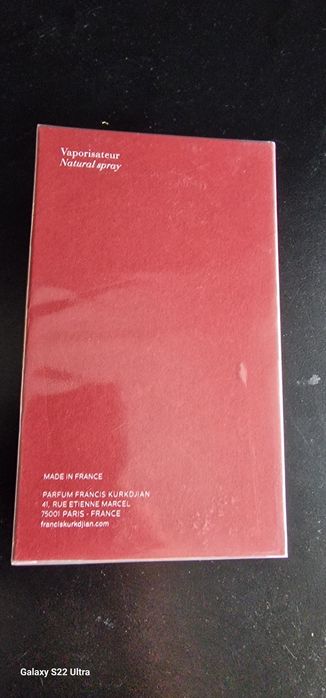 Vaporisateur
Natural spray
MADE IN FRANCE
PARFUM FRANCIS KURKDJIAN
41, RUE ETIENNE MARCEL
75001 PARIS - FRANCE
franciskurkdjian.com
Galaxy S22 Ultra